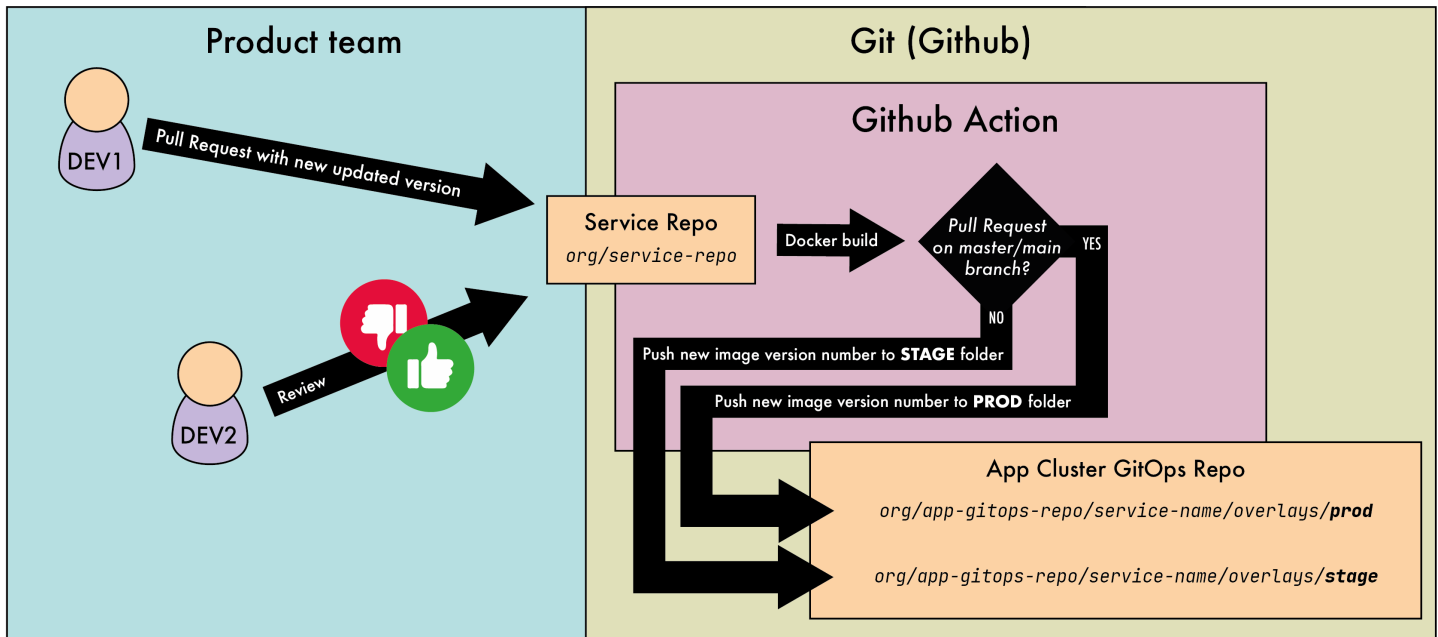 Product team
Git (Github)
Github Action
DEV1
Pull Request with new updated version
Service Repo
org/service-repo
Docker build
Pull Request
on master/main
branch?
YES
NO
Push new image version number to STAGE folder
Push new image version number to PROD folder
Review
DEV2
App Cluster GitOps Repo
org/app-gitops-repo/service-name/overlays/prod
org/app-gitops-repo/service-name/overlays/stage